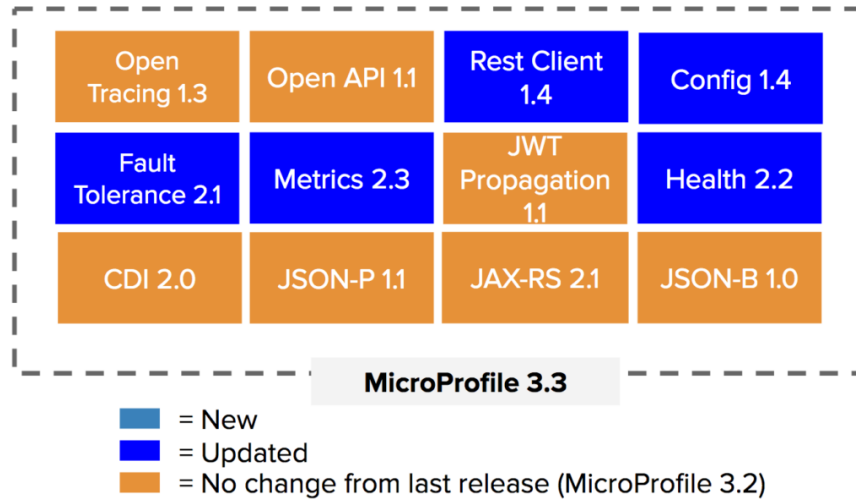 Open
Tracing 1.3
Open API 1.1
Rest Client
1.4
Config 1.4
Fault
Tolerance 2.1
Metrics 2.3
JWT
Propagation
1.1
Health 2.2
CDI 2.0
JSON-P 1.1
JAX-RS 2.1
JSON-B 1.0
MicroProfile 3.3
= New
= Updated
= No change from last release (MicroProfile 3.2)